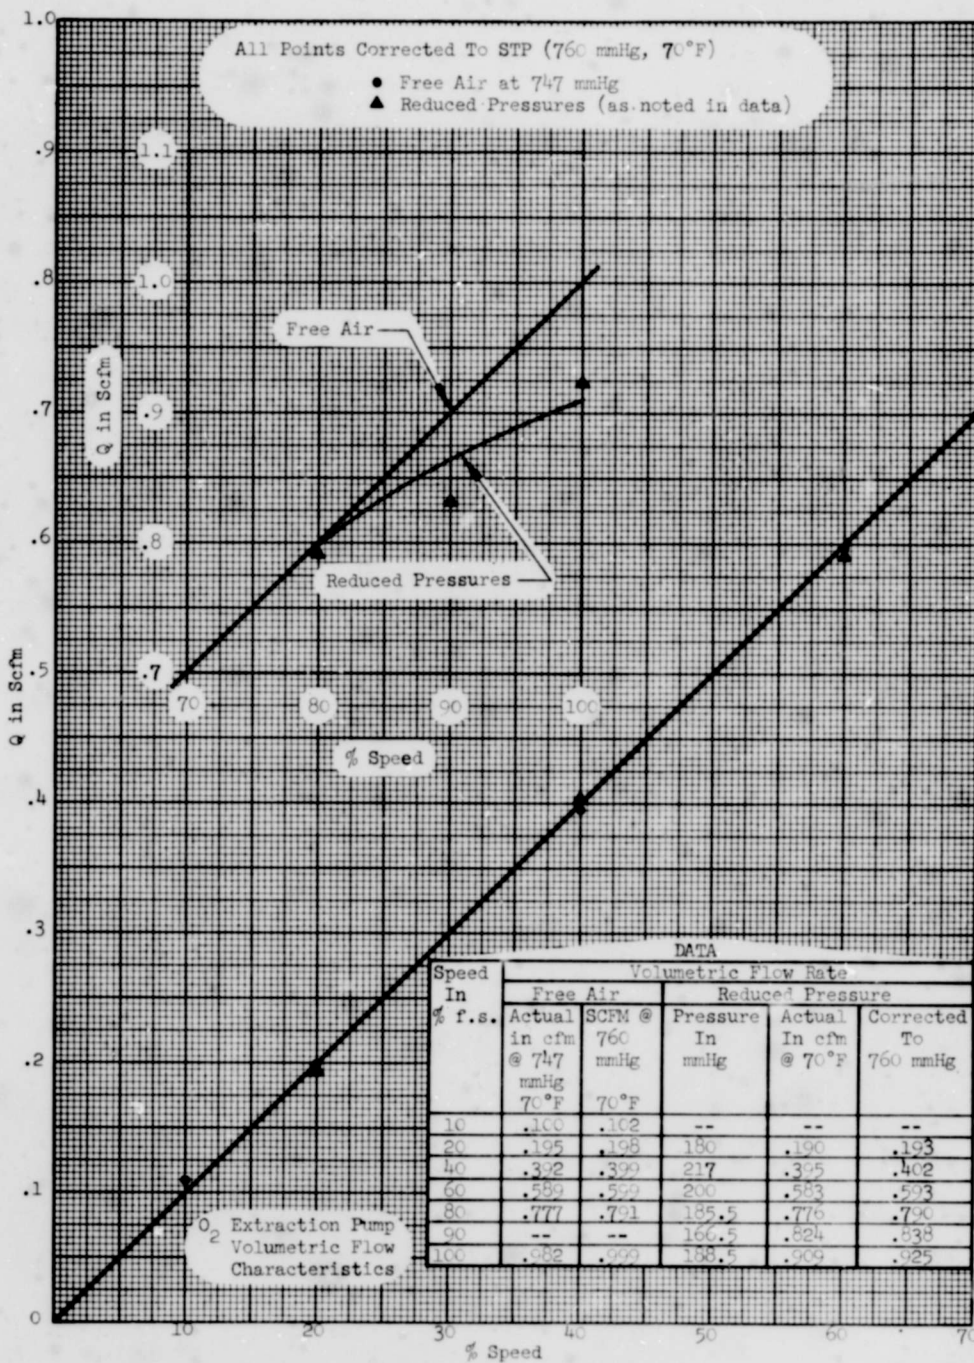 All Points Corrected To STP (760 mmHg, 70°F)
● Free Air at 747 mmHg
▲ Reduced Pressures (as noted in data)
1.0
.9
.8
.7
.6
.5
.4
.3
.2
.1
0
Q in Scfm
1.1
1.0
.9
.8
.7
Q in Scfm
Free Air
Reduced Pressures
70 80 90 100
% Speed
O2 Extraction Pump
Volumetric Flow
Characteristics
DATA
Speed In % f.s. | Volumetric Flow Rate
Free Air | Reduced Pressure
Actual in cfm @ 747 mmHg 70°F | SCFM @ 760 mmHg 70°F | Pressure In mmHg | Actual In cfm @ 70°F | Corrected To 760 mmHg
10 | .100 | .102 | -- | -- | --
20 | .195 | .198 | 180 | .190 | .193
40 | .392 | .399 | 217 | .395 | .402
60 | .589 | .599 | 200 | .583 | .593
80 | .777 | .791 | 185.5 | .776 | .790
90 | -- | -- | 166.5 | .824 | .838
100 | .982 | .999 | 188.5 | .909 | .925
10 20 30 40 50 60 70
% Speed